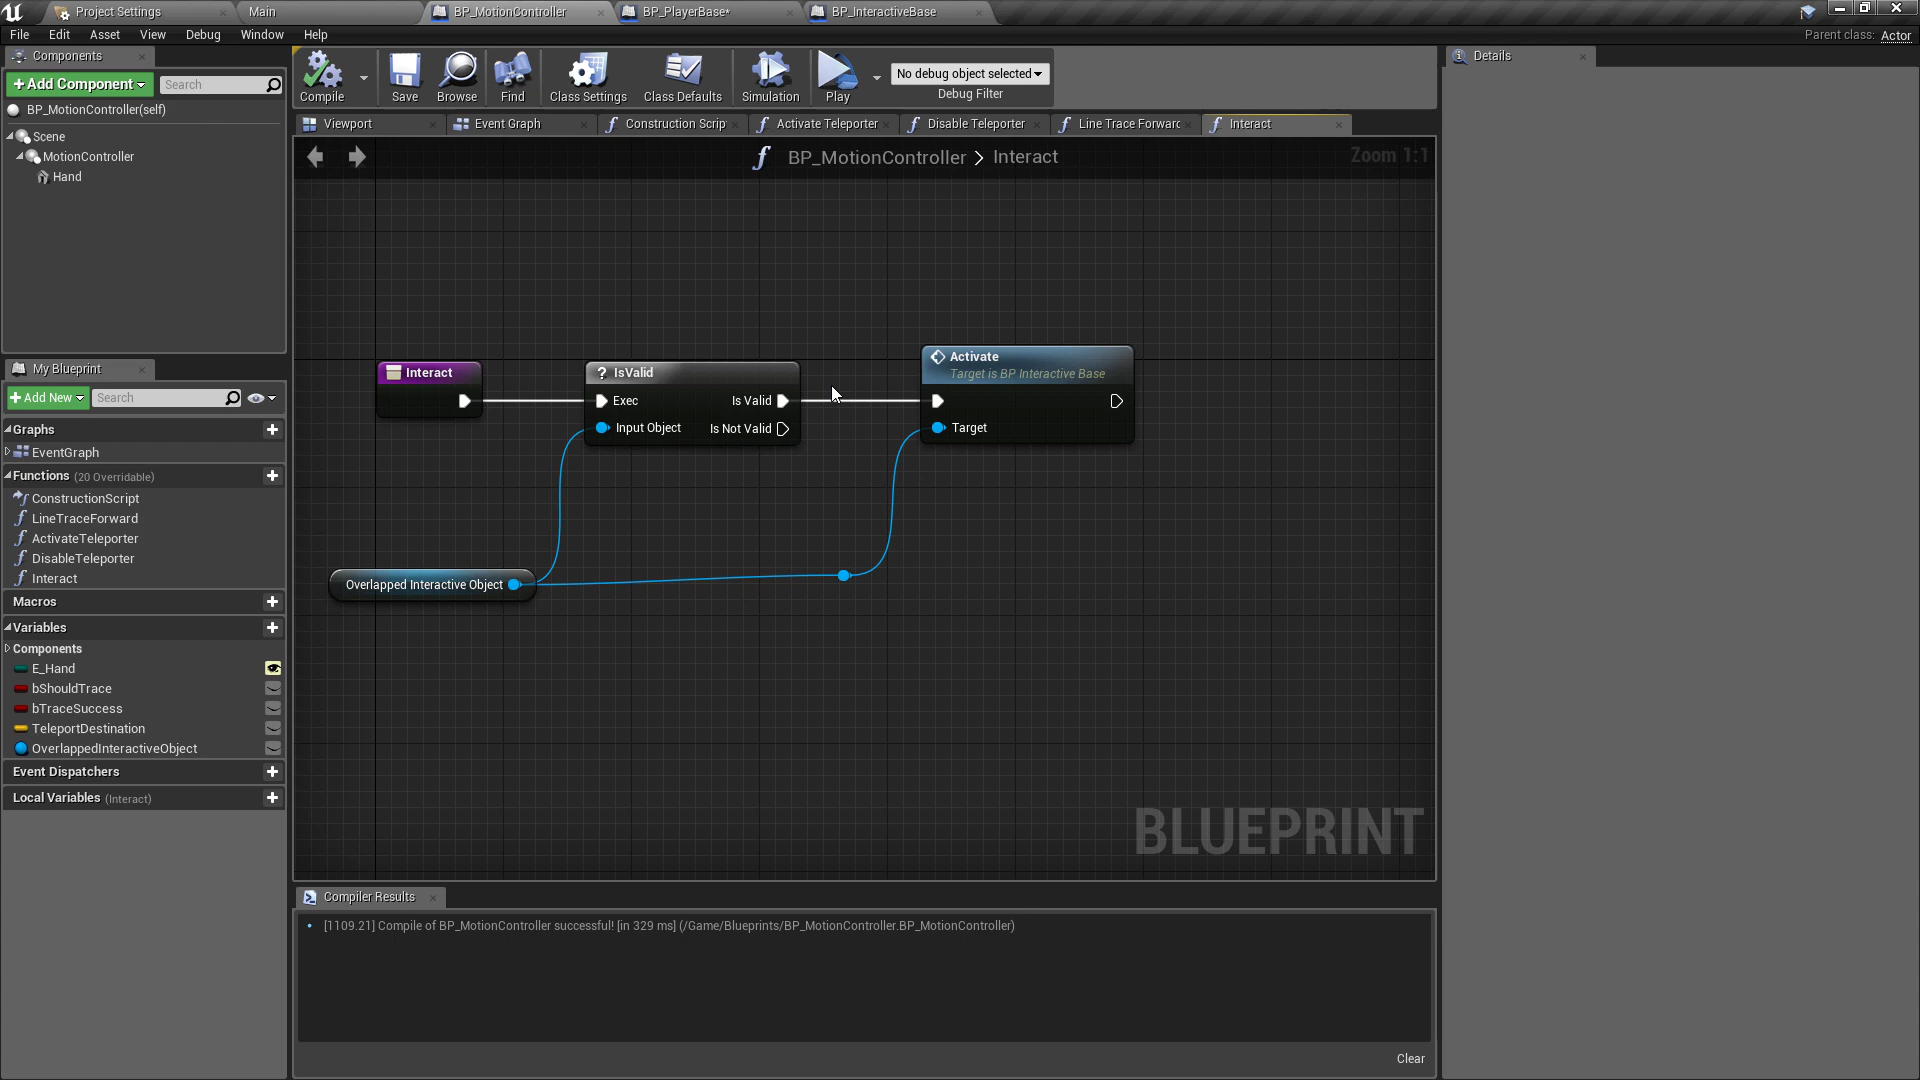 Project Settings
Main
BP_MotionController
BP_PlayerBase*
BP_InteractiveBase
File Edit Asset View Debug Window Help
Parent class: Actor
Components
Add Component
Search
BP_MotionController(self)
Scene
MotionController
Hand
Compile
Save
Browse
Find
Class Settings
Class Defaults
Simulation
Play
No debug object selected
Debug Filter
Details
Viewport
Event Graph
Construction Scrip
Activate Teleporter
Disable Teleporter
Line Trace Forward
Interact
BP_MotionController > Interact
Zoom 1:1
My Blueprint
Add New
Search
Graphs
EventGraph
Functions (20 Overridable)
ConstructionScript
LineTraceForward
ActivateTeleporter
DisableTeleporter
Interact
Macros
Variables
Components
E_Hand
bShouldTrace
bTraceSuccess
TeleportDestination
OverlappedInteractiveObject
Event Dispatchers
Local Variables (Interact)
Interact
? IsValid
Exec
Is Valid
Input Object
Is Not Valid
Activate
Target is BP Interactive Base
Target
Overlapped Interactive Object
BLUEPRINT
Compiler Results
[1109.21] Compile of BP_MotionController successful! [in 329 ms] (/Game/Blueprints/BP_MotionController.BP_MotionController)
Clear